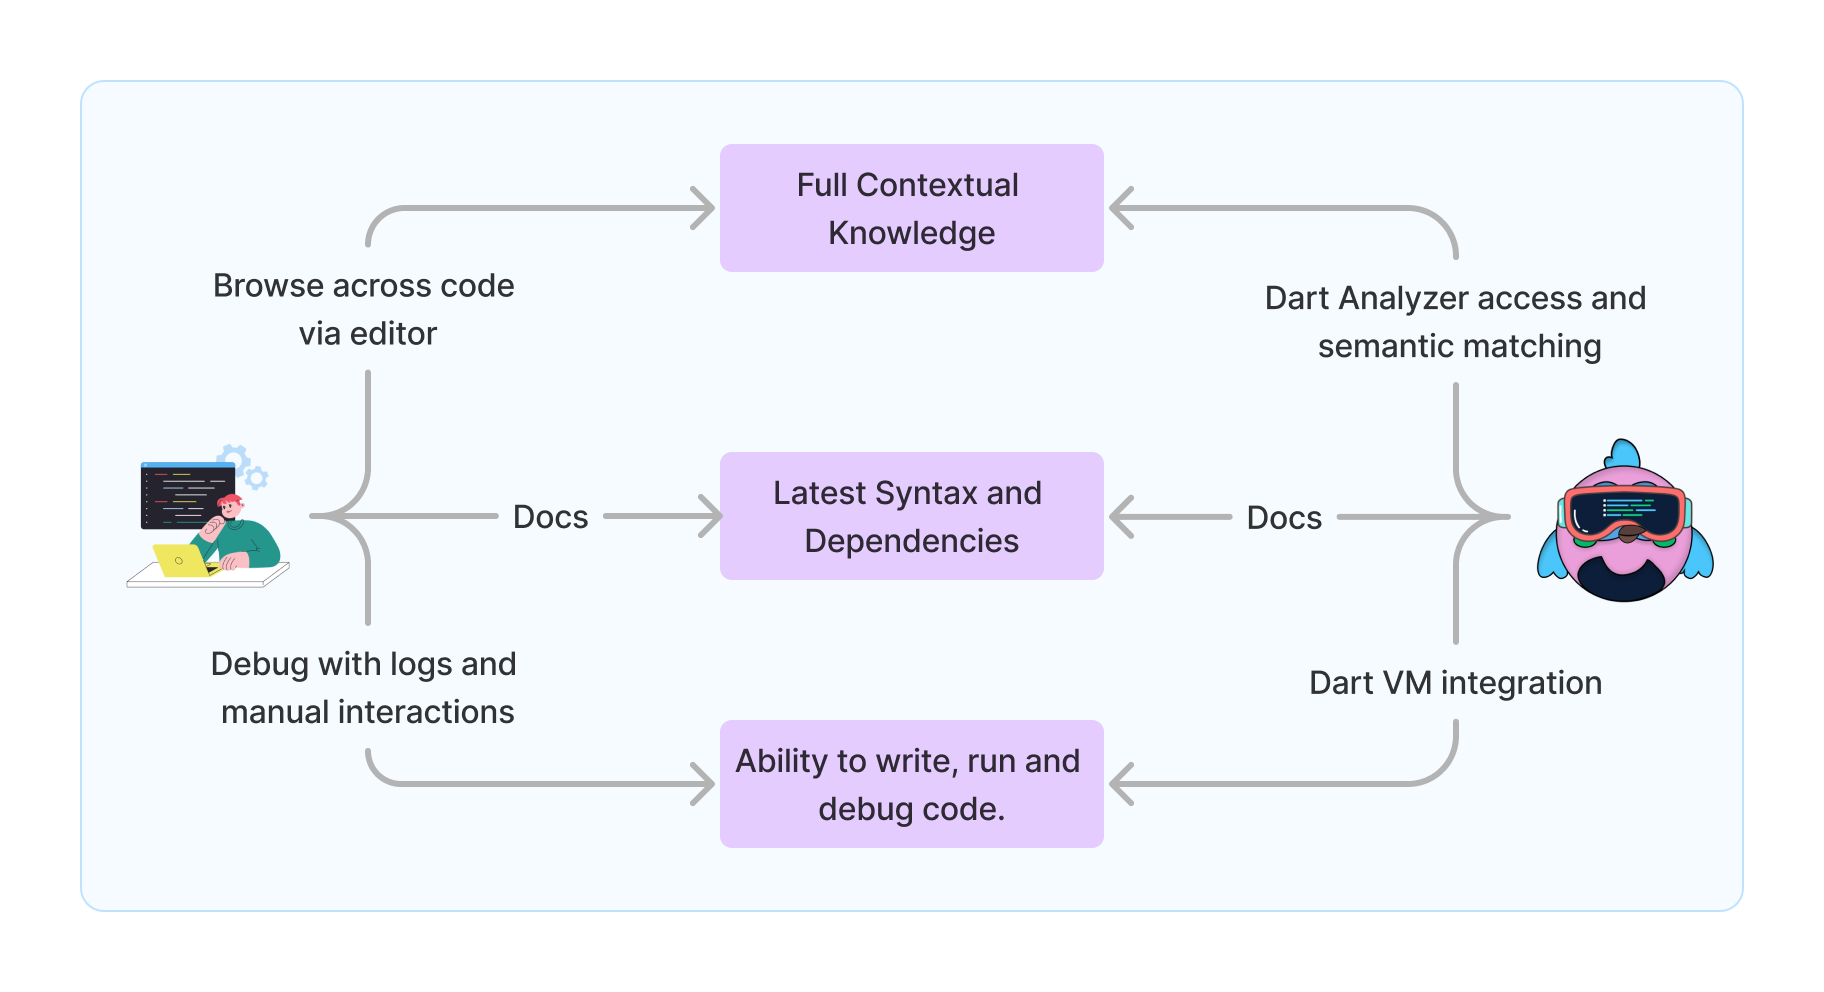 Full Contextual
Knowledge
Browse across code
via editor
Dart Analyzer access and
semantic matching
Docs
Latest Syntax and
Dependencies
Docs
Debug with logs and
manual interactions
Dart VM integration
Ability to write, run and
debug code.